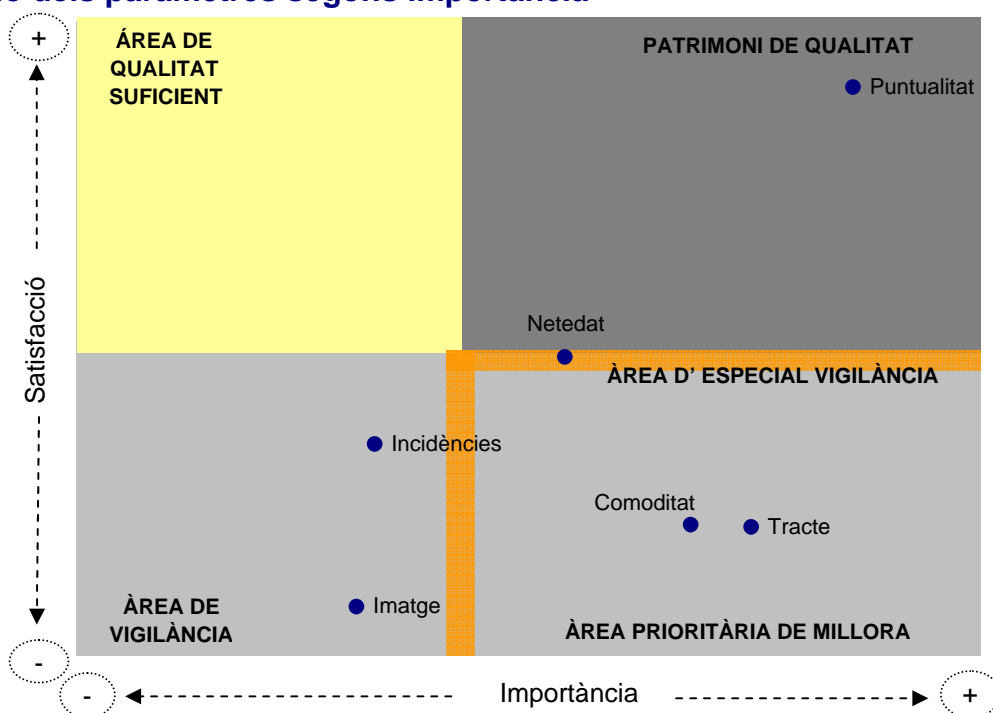 dels paràmetres segons importància
+
ÁREA DE
QUALITAT
SUFICIENT
PATRIMONI DE QUALITAT
Puntualitat
Satisfacció
Netedat
ÀREA D’ ESPECIAL VIGILÀNCIA
Incidències
Comoditat
Tracte
Imatge
ÀREA DE
VIGILÀNCIA
ÀREA PRIORITÀRIA DE MILLORA
-
-
Importància
+